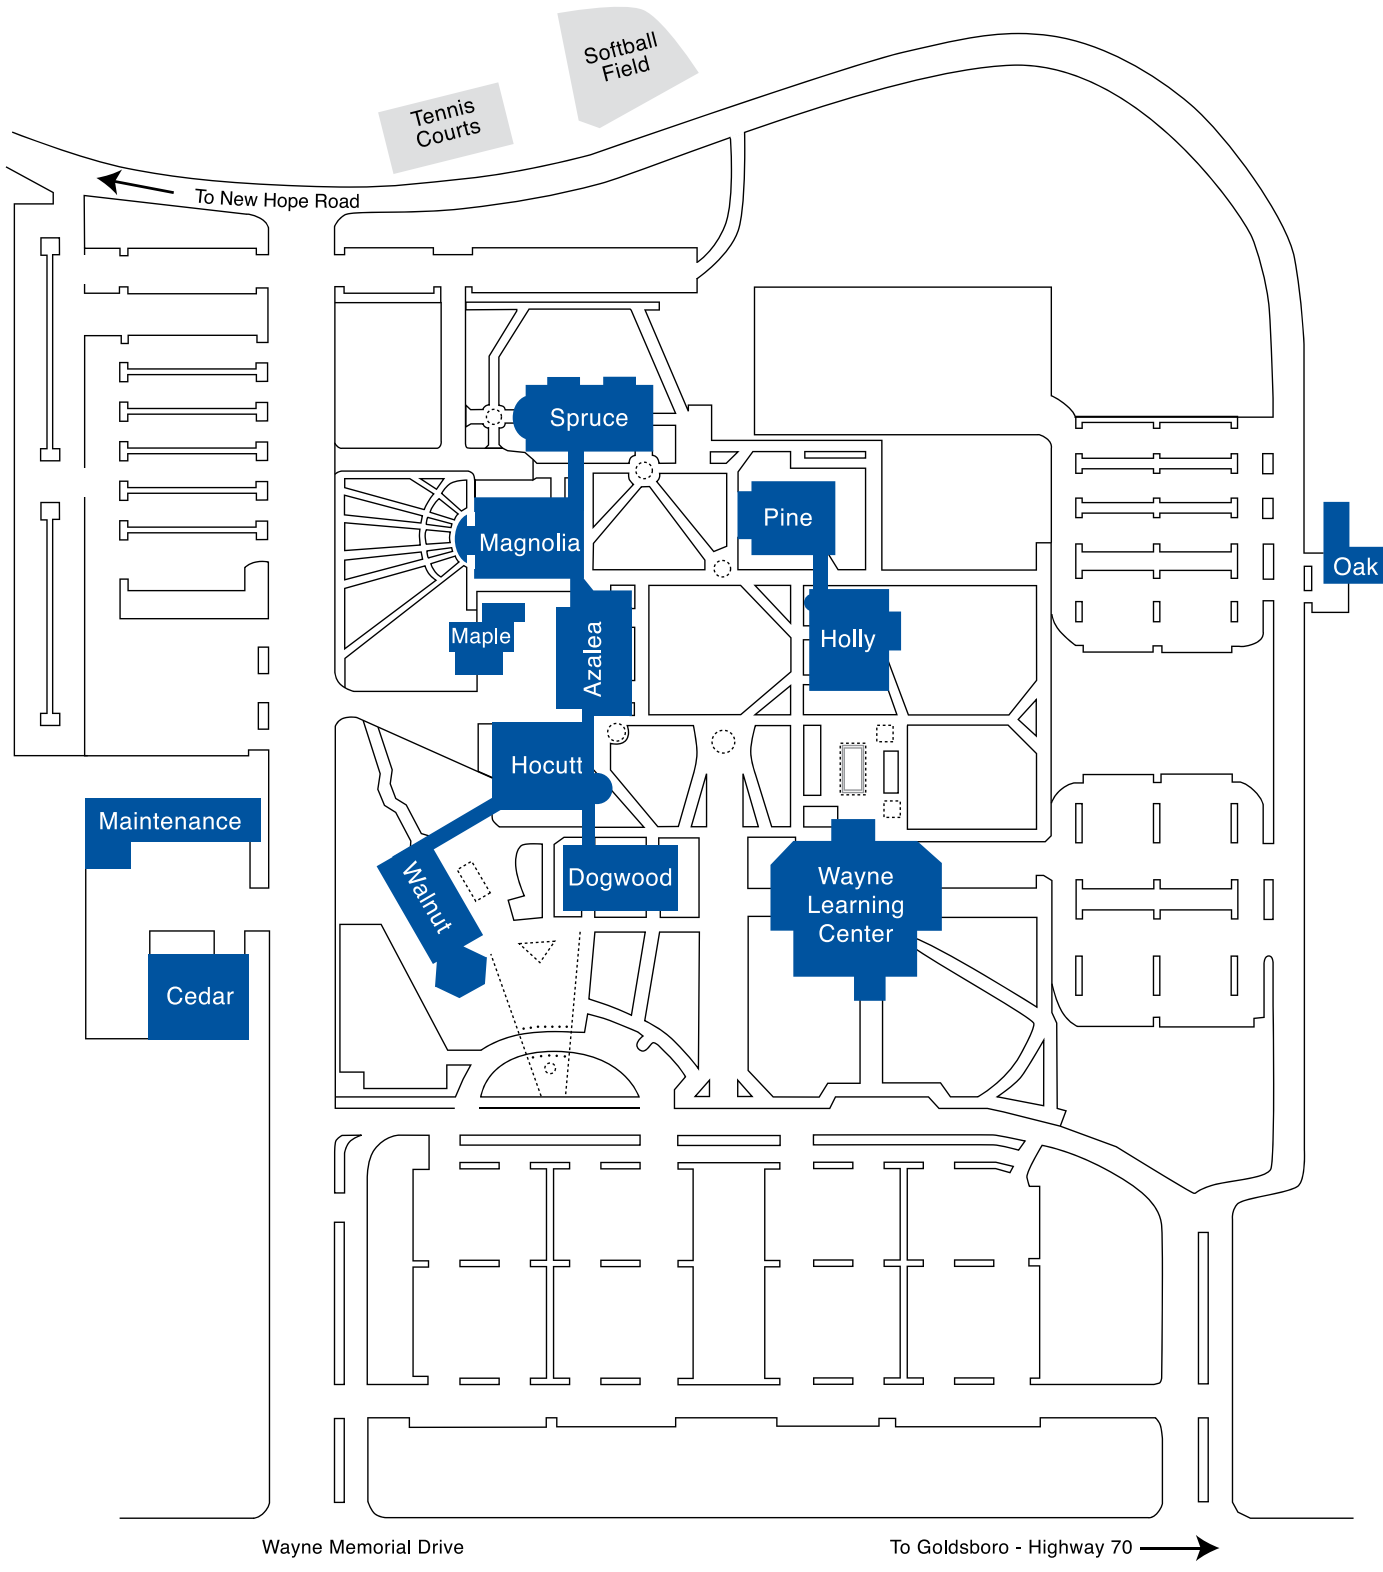 Softball
Field
Tennis
Courts
To New Hope Road
Spruce
Pine
Magnolia
Oak
Maple
Azalea
Holly
Hocutt
Maintenance
Walnut
Dogwood
Wayne
Learning
Center
Cedar
Wayne Memorial Drive
To Goldsboro - Highway 70